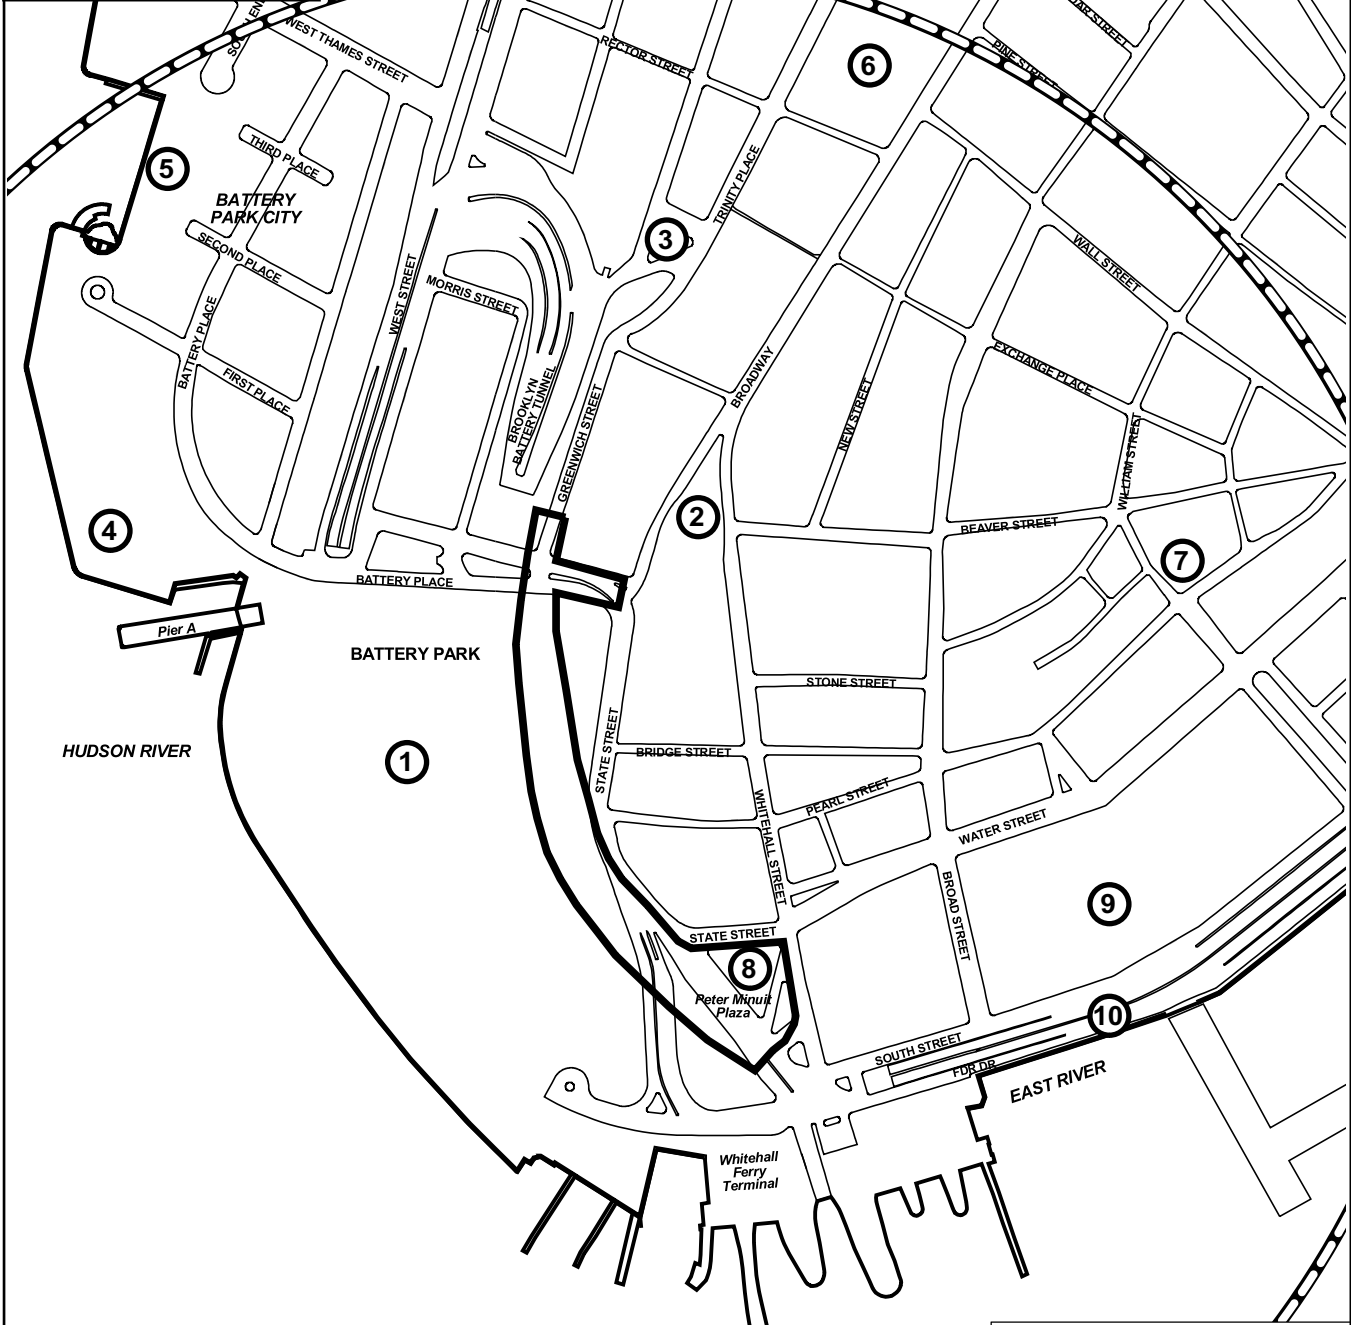 WEST THAMES STREET
RECTOR STREET
PINE STREET
6
5
THIRD PLACE
BATTERY
PARK CITY
TRINITY PLACE
3
SECOND PLACE
WALL STREET
WEST STREET
MORRIS STREET
BATTERY PLACE
FIRST PLACE
BROADWAY
EXCHANGE PLACE
BROOKLYN
BATTERY TUNNEL
GREENWICH STREET
NEW STREET
WILLIAM STREET
4
2
BEAVER STREET
7
BATTERY PLACE
Pier A
BATTERY PARK
STONE STREET
HUDSON RIVER
1
STATE STREET
BRIDGE STREET
WHITEHALL STREET
PEARL STREET
WATER STREET
BROAD STREET
9
STATE STREET
8
Peter Minuit
Plaza
10
SOUTH STREET
FDR DR
EAST RIVER
Whitehall
Ferry
Terminal